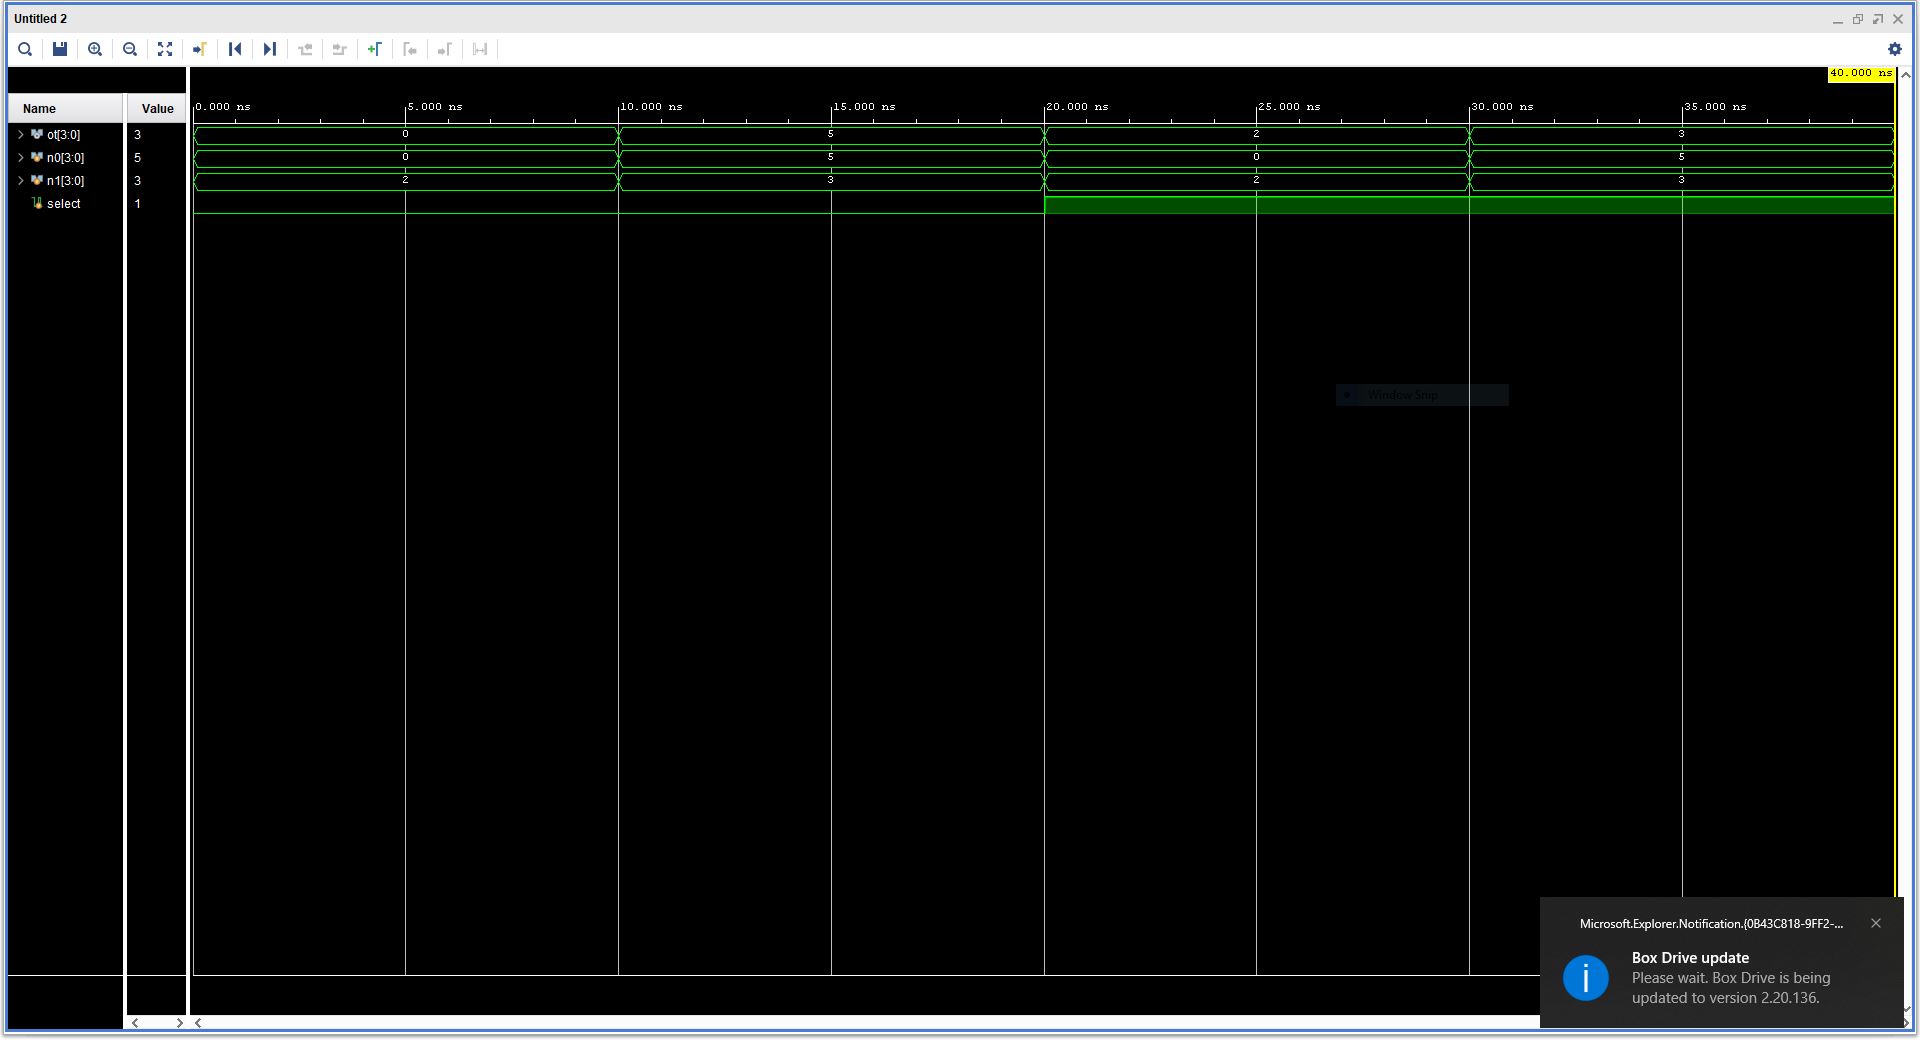 Untitled 2
40.000 ns
Name Value
0.000 ns 5.000 ns 10.000 ns 15.000 ns 20.000 ns 25.000 ns 30.000 ns 35.000 ns
ot[3:0] 3 0 5 2 3
n0[3:0] 5 0 5 0 5
n1[3:0] 3 2 3 2 3
select 1
Window Snip
Microsoft.Explorer.Notification.{0B43C818-9FF2-...
Box Drive update
Please wait. Box Drive is being
updated to version 2.20.136.